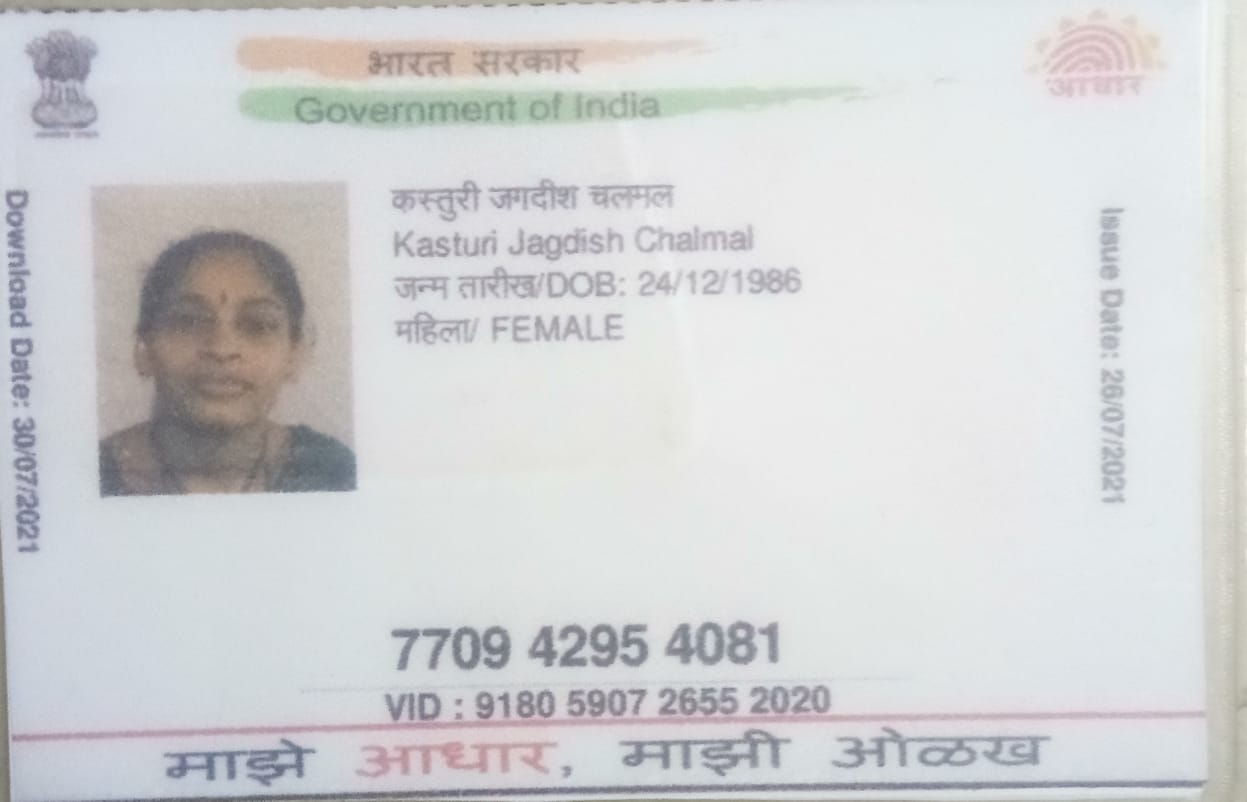 भारत सरकार
Government of India
आधार
कस्तुरी जगदीश चलमल
Kasturi Jagdish Chalmal
जन्म तारीख/DOB: 24/12/1986
महिला/ FEMALE
Download Date: 30/07/2021
Issue Date: 26/07/2021
7709 4295 4081
VID : 9180 5907 2655 2020
माझे आधार, माझी ओळख